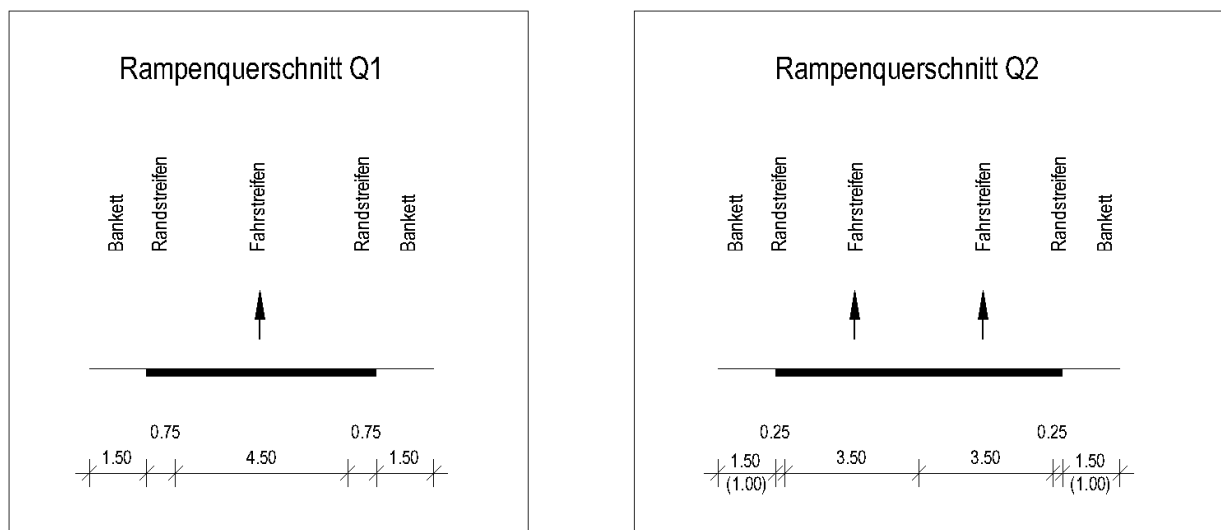 Rampenquerschnitt Q1
Bankett
Randstreifen
Fahrstreifen
Randstreifen
Bankett
0.75
0.75
1.50
4.50
1.50
Rampenquerschnitt Q2
Bankett
Randstreifen
Fahrstreifen
Fahrstreifen
Randstreifen
Bankett
0.25
0.25
1.50
3.50
3.50
1.50
(1.00)
(1.00)